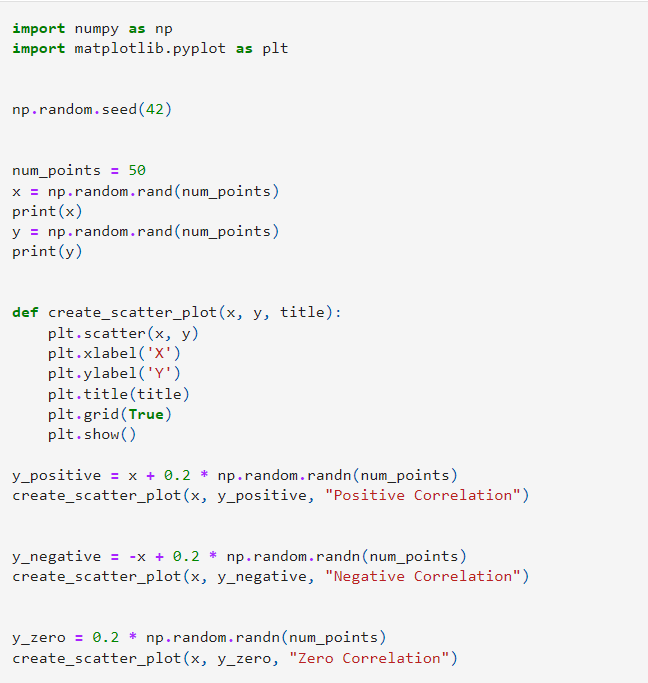 import numpy as np
import matplotlib.pyplot as plt
np.random.seed(42)
num_points = 50
x = np.random.rand(num_points)
print(x)
y = np.random.rand(num_points)
print(y)
def create_scatter_plot(x, y, title):
    plt.scatter(x, y)
    plt.xlabel('X')
    plt.ylabel('Y')
    plt.title(title)
    plt.grid(True)
    plt.show()
y_positive = x + 0.2 * np.random.randn(num_points)
create_scatter_plot(x, y_positive, "Positive Correlation")
y_negative = -x + 0.2 * np.random.randn(num_points)
create_scatter_plot(x, y_negative, "Negative Correlation")
y_zero = 0.2 * np.random.randn(num_points)
create_scatter_plot(x, y_zero, "Zero Correlation")